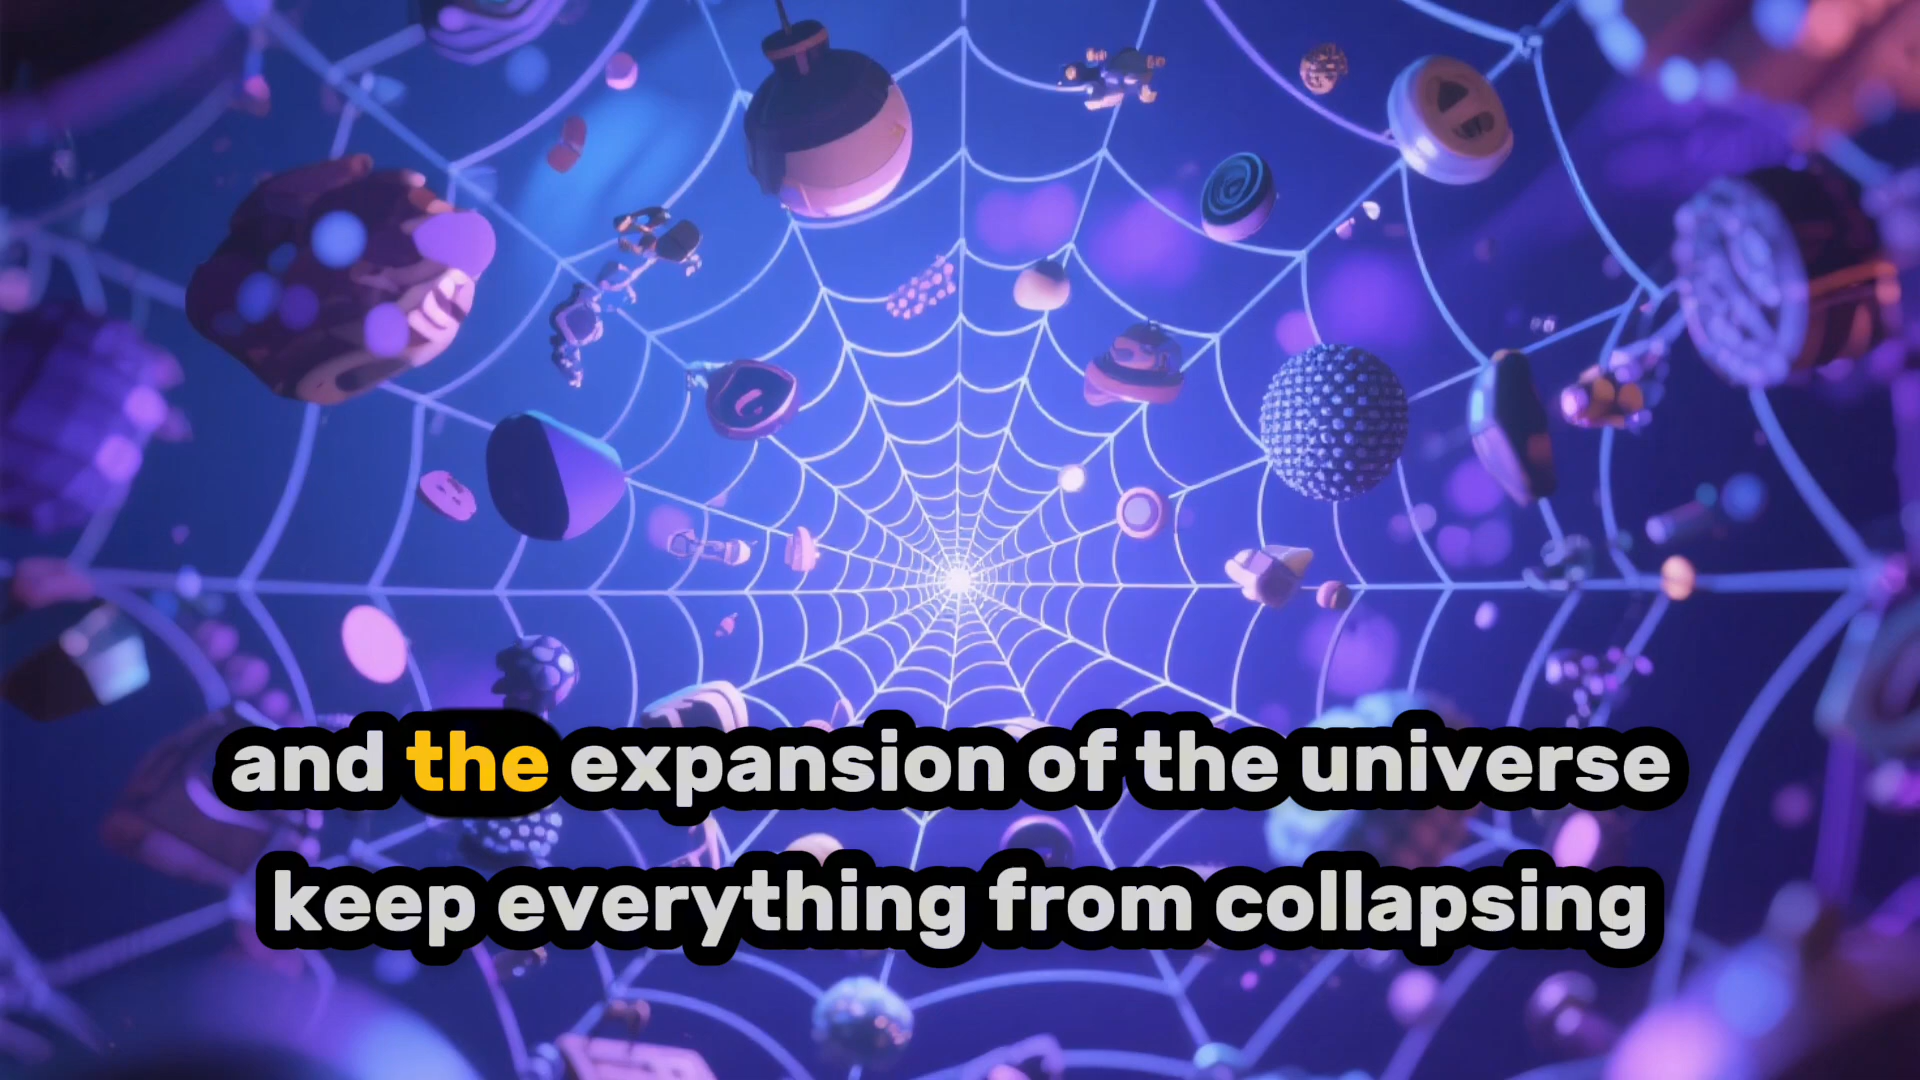 and the expansion of the universe
keep everything from collapsing